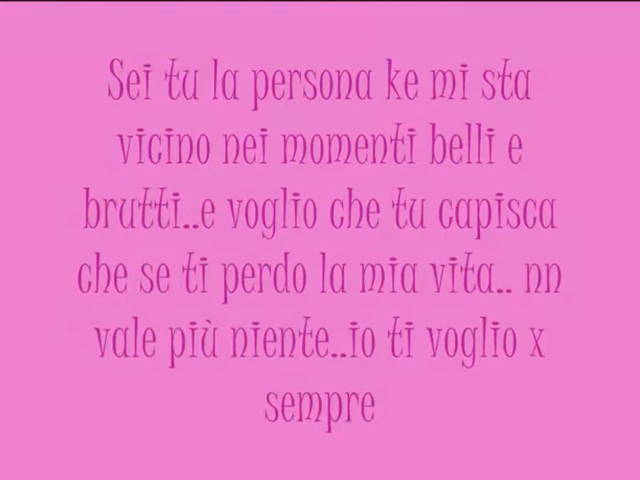 Sei tu la persona ke mi sta
vicino nei momenti belli e
brutti..e voglio che tu capisca
che se ti perdo la mia vita.. nn
vale più niente..io ti voglio x
sempre